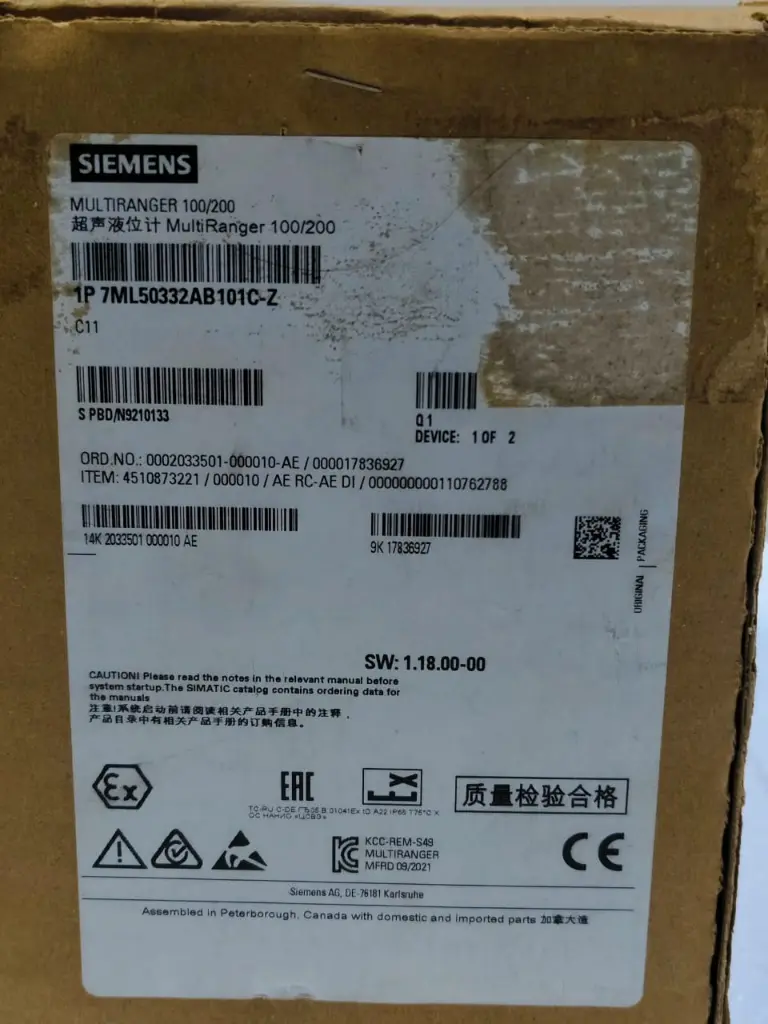 SIEMENS
MULTIRANGER 100/200
超声液位计 MultiRanger 100/200
1P 7ML50332AB101C-Z
C11
S PBD/N9210133
Q 1
DEVICE: 1 OF 2
ORD.NO.: 0002033501-000010-AE / 000017836927
ITEM: 4510873221 / 000010 / AE RC-AE DI / 000000000110762788
14K 2033501 000010 AE
9K 17836927
ORIGINAL | PACKAGING
SW: 1.18.00-00
CAUTION! Please read the notes in the relevant manual before
system startup.The SIMATIC catalog contains ordering data for
the manuals
注意!系统启动前请阅读相关产品手册中的注释，
产品目录中有相关产品手册的订购信息。
Ex
EAC
质量检验合格
KCC-REM-S49
MULTIRANGER
MFRD 09/2021
CE
Siemens AG, DE-76181 Karlsruhe
Assembled in Peterborough, Canada with domestic and imported parts 加拿大造